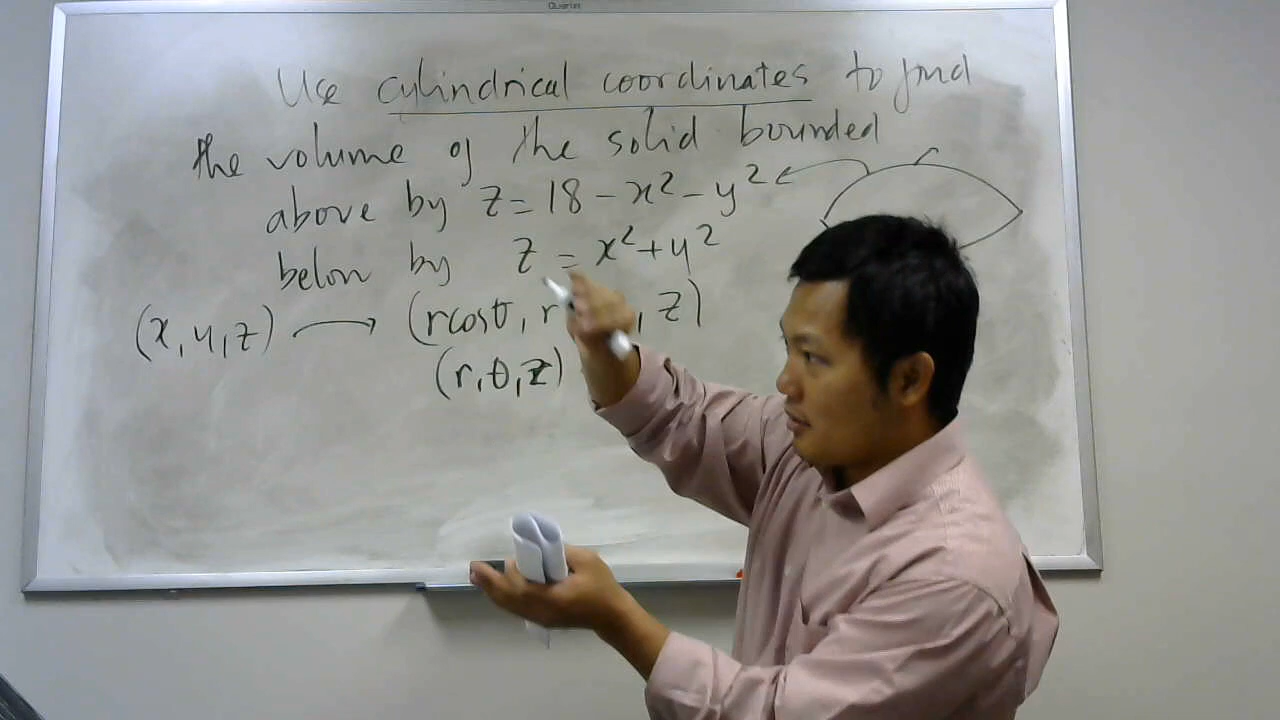 Quartet
Use cylindrical coordinates to find
the volume of the solid bounded
above by z = 18 - x² - y²
below by z = x² + y²
(x, y, z) → (rcosθ, r , z)
(r, θ, z)